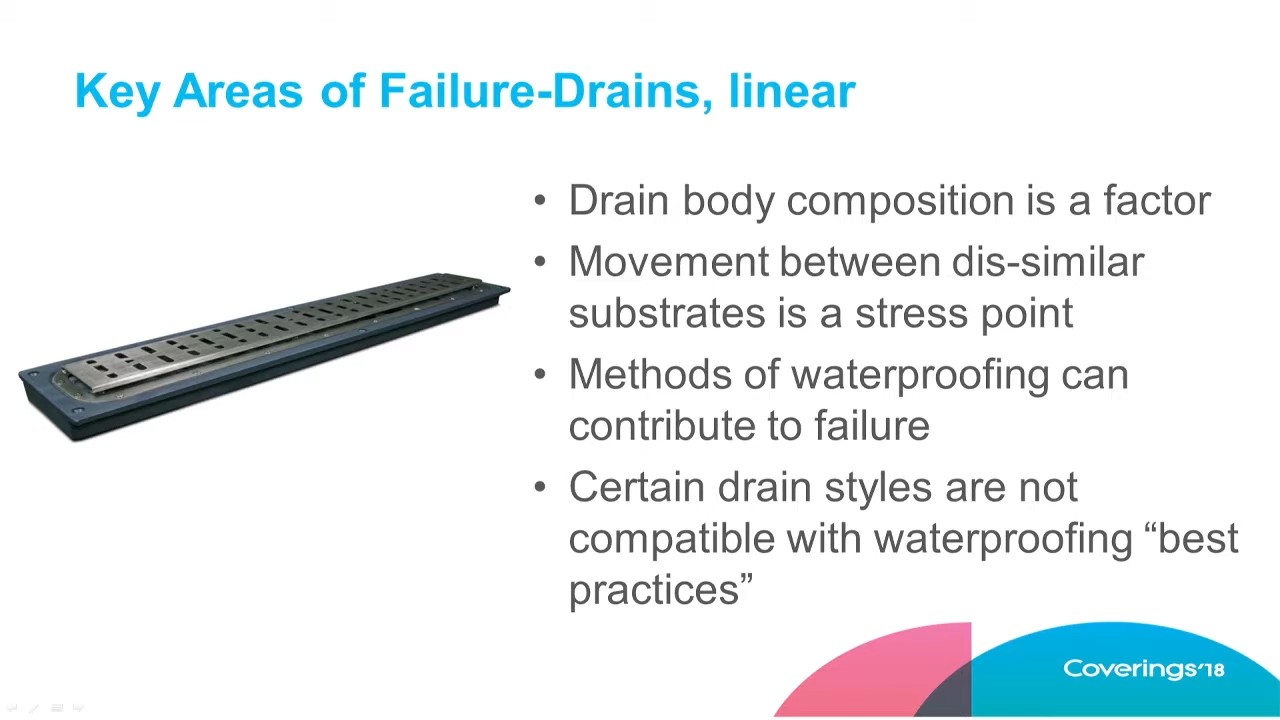 Key Areas of Failure-Drains, linear
• Drain body composition is a factor
• Movement between dis-similar
substrates is a stress point
• Methods of waterproofing can
contribute to failure
• Certain drain styles are not
compatible with waterproofing “best
practices”
Coverings’18